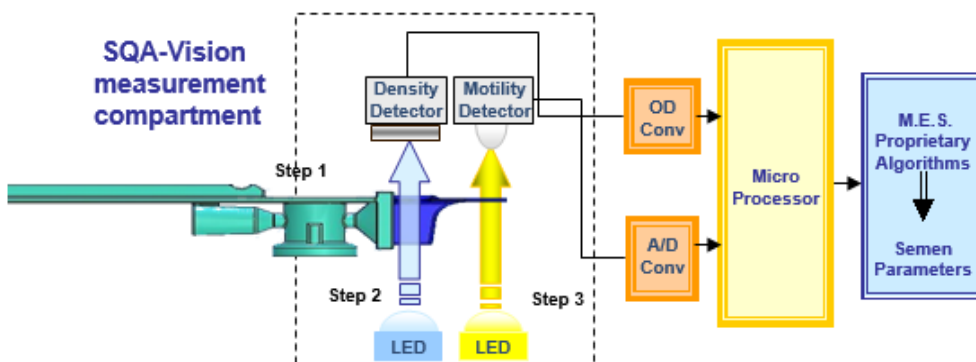 SQA-Vision
measurement
compartment
Density
Detector
Motility
Detector
OD
Conv
A/D
Conv
Micro
Processor
M.E.S.
Proprietary
Algorithms
Semen
Parameters
Step 1
Step 2
Step 3
LED
LED